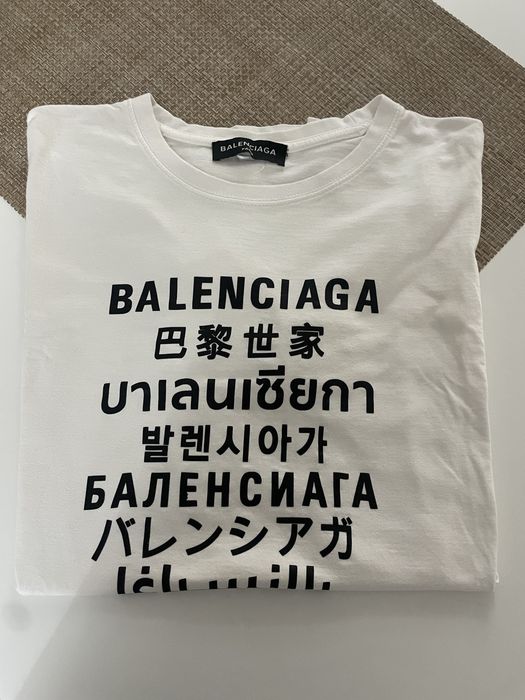 BALENCIAGA
BALENCIAGA
巴黎世家
บาเลนเซียกา
발렌시아가
БАЛЕНСИАГА
バレンシアガ